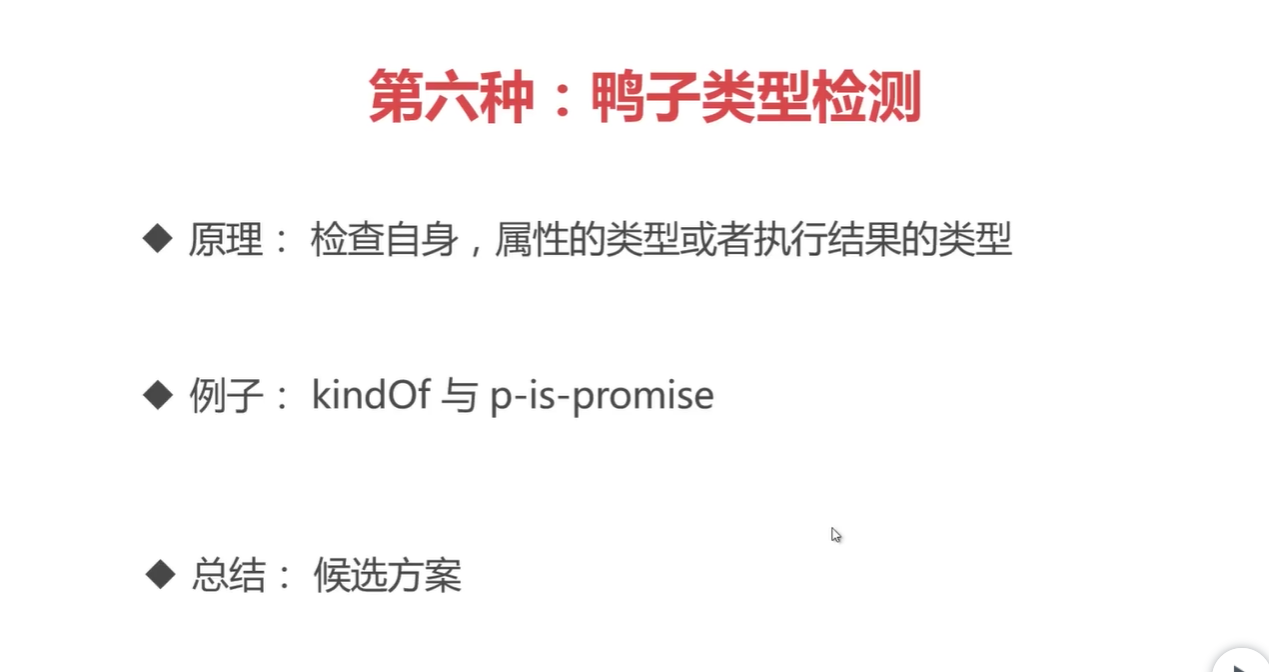 第六种：鸭子类型检测
◆ 原理： 检查自身，属性的类型或者执行结果的类型
◆ 例子： kindOf 与 p-is-promise
◆ 总结： 候选方案